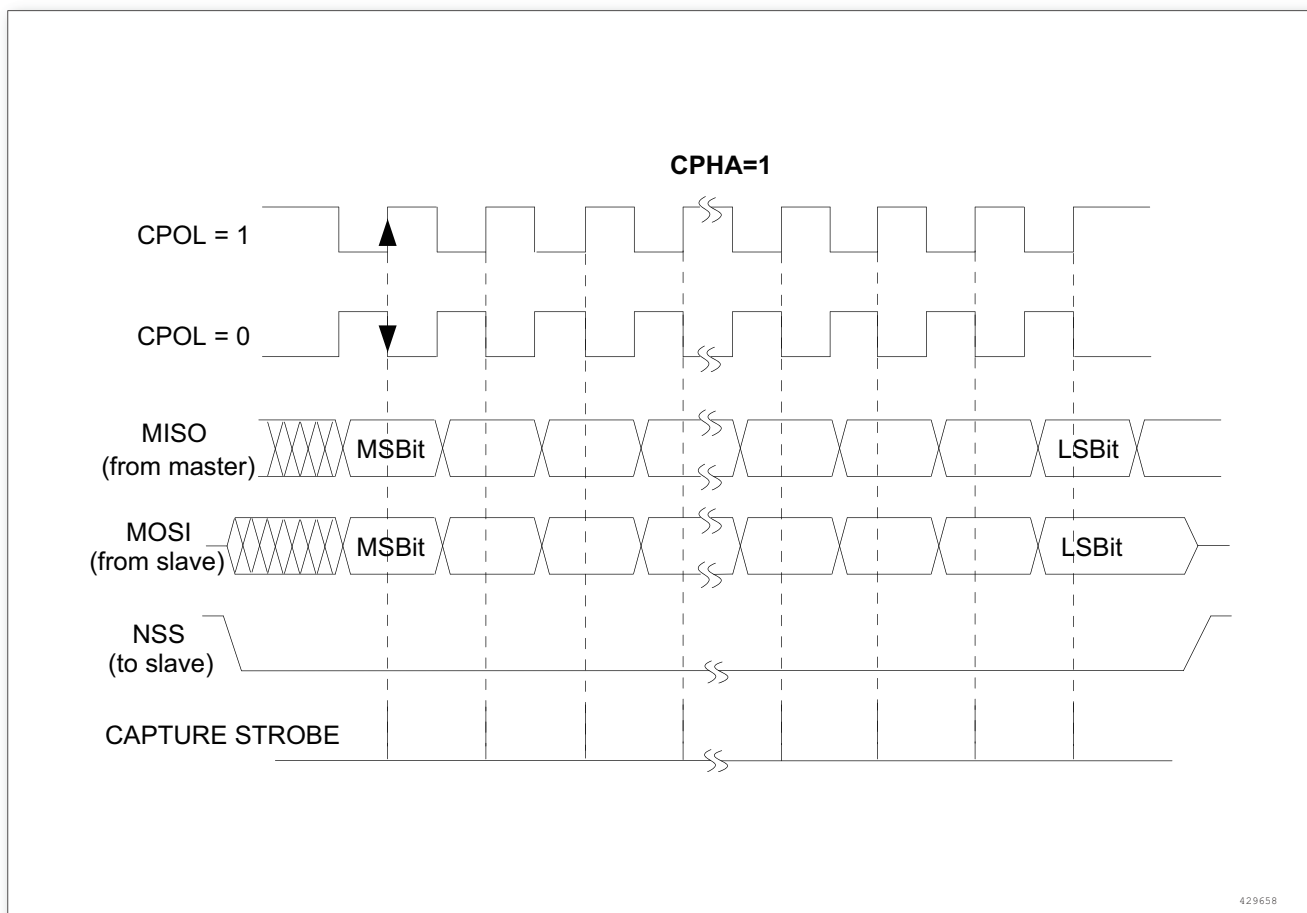 CPHA=1
CPOL = 1
CPOL = 0
MISO
(from master)
MSBit
LSBit
MOSI
(from slave)
MSBit
LSBit
NSS
(to slave)
CAPTURE STROBE
429658